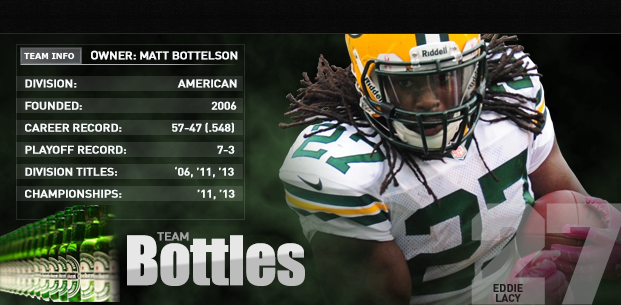 TEAM INFO OWNER: MATT BOTTELSON
DIVISION: AMERICAN
FOUNDED: 2006
CAREER RECORD: 57-47 (.548)
PLAYOFF RECORD: 7-3
DIVISION TITLES: '06, '11, '13
CHAMPIONSHIPS: '11, '13
TEAM
Bottles
Riddell
27
27
27
EDDIE
LACY